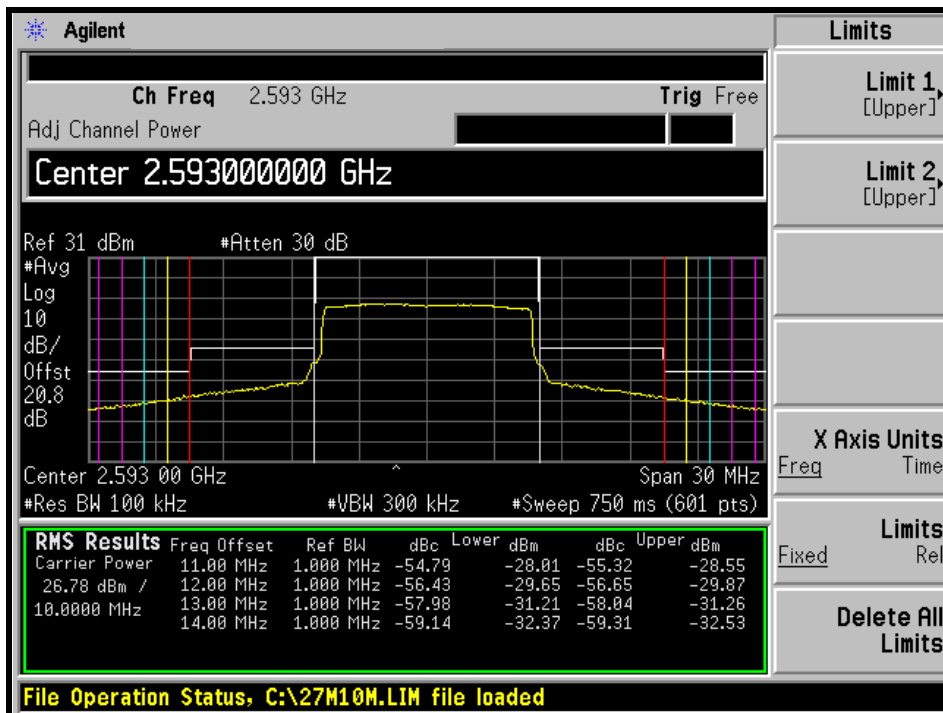 Agilent
Limits
Ch Freq 2.593 GHz Trig Free
Adj Channel Power
Center 2.593000000 GHz
Ref 31 dBm #Atten 30 dB
#Avg
Log
10
dB/
Offst
20.8
dB
Center 2.593 00 GHz Span 30 MHz
#Res BW 100 kHz #VBW 300 kHz #Sweep 750 ms (601 pts)
RMS Results Freq Offset Ref BW dBc Lower dBm dBc Upper dBm
Carrier Power 11.00 MHz 1.000 MHz -54.79 -28.01 -55.32 -28.55
26.78 dBm / 12.00 MHz 1.000 MHz -56.43 -29.65 -56.65 -29.87
10.0000 MHz 13.00 MHz 1.000 MHz -57.98 -31.21 -58.04 -31.26
14.00 MHz 1.000 MHz -59.14 -32.37 -59.31 -32.53
File Operation Status, C:\27M10M.LIM file loaded
Limit 1
[Upper]
Limit 2
[Upper]
X Axis Units
Freq Time
Limits
Fixed Rel
Delete All
Limits